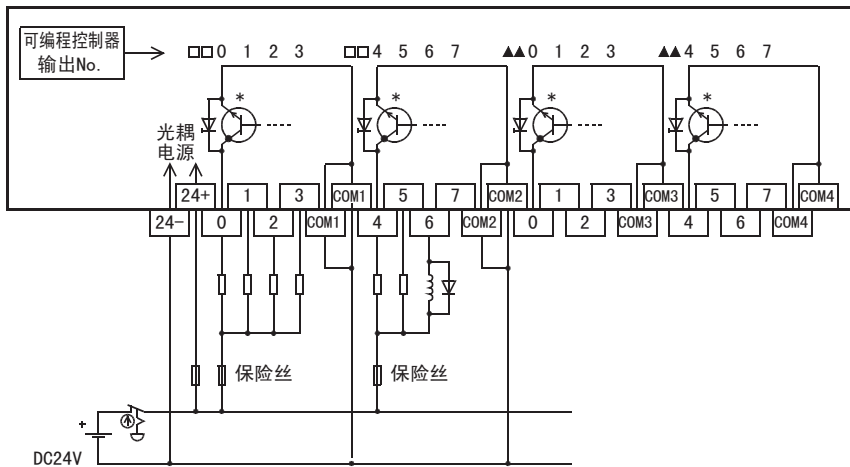 可编程控制器
输出No.
□□0 1 2 3 □□4 5 6 7 ▲▲0 1 2 3 ▲▲4 5 6 7
* * * *
光耦
电源
24+ 1 3 COM1 5 7 COM2 1 3 COM3 5 7 COM4
24- 0 2 COM1 4 6 COM2 0 2 COM3 4 6 COM4
保险丝 保险丝
+
DC24V